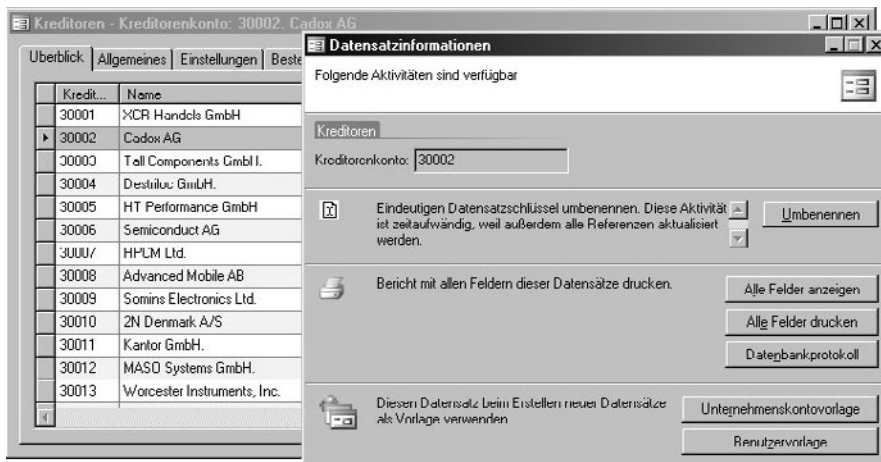 Kreditoren - Kreditorenkonto: 30002. Cadox AG
Überblick Allgemeines Einstellungen Beste
Kredit... Name
30001 XCR Handels GmbH
30002 Cadox AG
30003 Tall Components GmbH.
30004 GmbH.
30005 HT Performance GmbH
30006 Semiconduct AG
30007 Ltd.
30008 Advanced Mobile AB
30009 Somins Electronics Ltd.
30010 2N Denmark A/S
30011 Kantor GmbH.
30012 MASO Systems GmbH.
30013 Worcester Instruments, Inc.
Datensatzinformationen
Folgende Aktivitäten sind verfügbar
Kreditoren
Kreditorenkonto: 30002
Eindeutigen Datensatzschlüssel umbenennen. Diese Aktivität
ist zeitaufwändig, weil außerdem alle Referenzen aktualisiert
werden.
Umbenennen
Bericht mit allen Feldern dieser Datensätze drucken.
Alle Felder anzeigen
Alle Felder drucken
Datenbankprotokoll
Diesen Datensatz beim Erstellen neuer Datensätze
als Vorlage verwenden
Unternehmenskontovorlage
Benutzervorlage